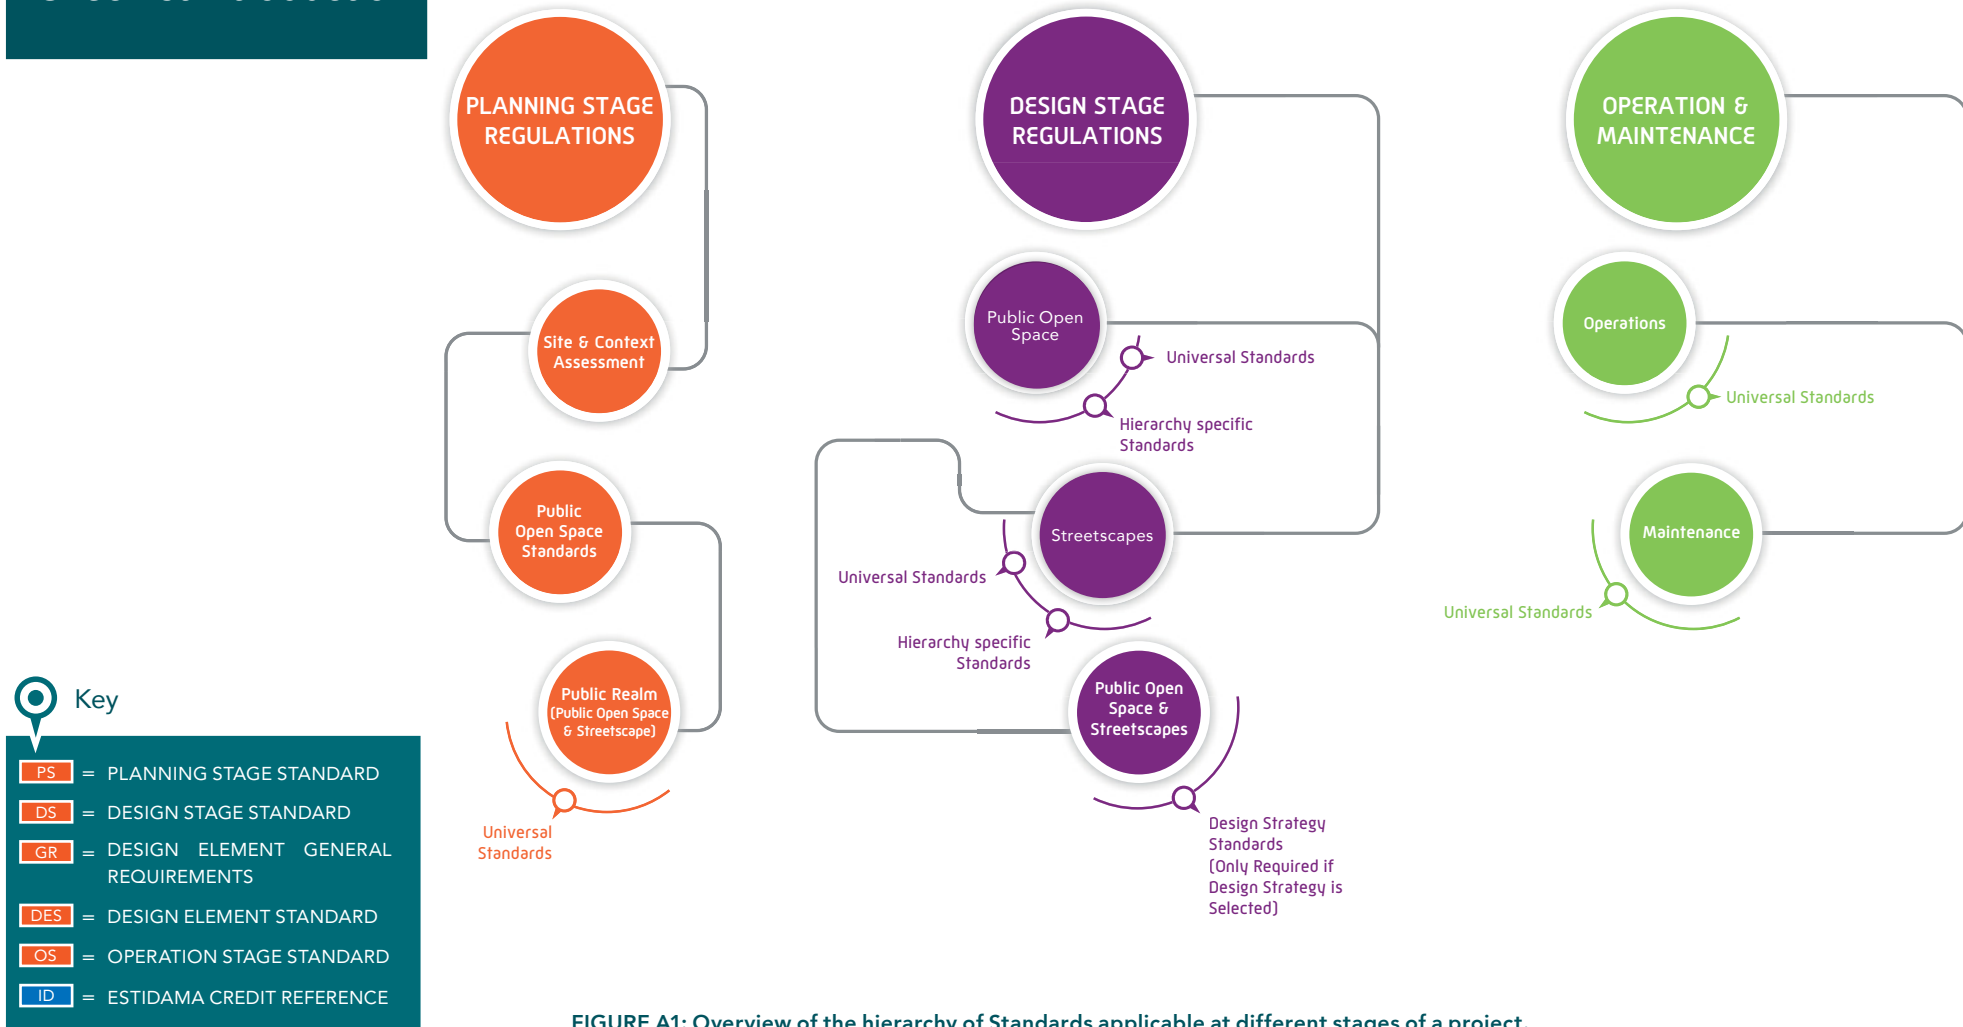 PLANNING STAGE
REGULATIONS
Site & Context
Assessment
Public
Open Space
Standards
Public Realm
(Public Open Space
& Streetscape)
Universal
Standards
DESIGN STAGE
REGULATIONS
Public Open
Space
Universal Standards
Hierarchy specific
Standards
Streetscapes
Universal Standards
Hierarchy specific
Standards
Public Open
Space &
Streetscapes
Design Strategy
Standards
(Only Required if
Design Strategy is
Selected)
OPERATION &
MAINTENANCE
Operations
Universal Standards
Maintenance
Universal Standards
Key
PS = PLANNING STAGE STANDARD
DS = DESIGN STAGE STANDARD
GR = DESIGN ELEMENT GENERAL
REQUIREMENTS
DES = DESIGN ELEMENT STANDARD
OS = OPERATION STAGE STANDARD
ID = ESTIDAMA CREDIT REFERENCE
FIGURE A1: Overview of the hierarchy of Standards applicable at different stages of a project.